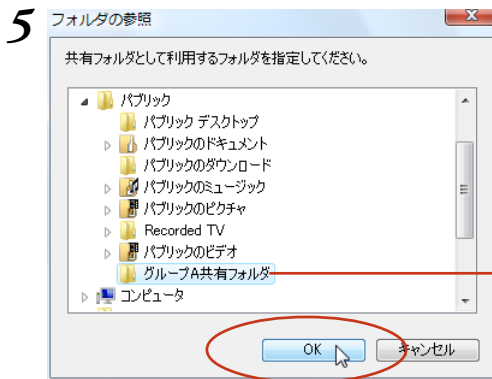 5
フォルダの参照
共有フォルダとして利用するフォルダを指定してください。
パブリック
パブリック デスクトップ
パブリックのドキュメント
パブリックのダウンロード
パブリックのミュージック
パブリックのピクチャ
Recorded TV
パブリックのビデオ
グループA共有フォルダ
コンピュータ
OK
キャンセル